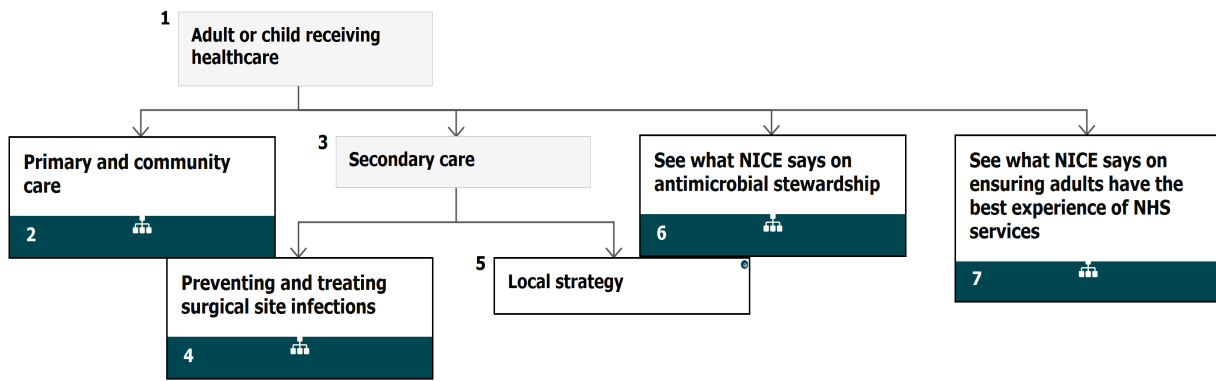 1
Adult or child receiving
healthcare
Primary and community
care
2
3
Secondary care
See what NICE says on
antimicrobial stewardship
6
See what NICE says on
ensuring adults have the
best experience of NHS
services
7
Preventing and treating
surgical site infections
4
5
Local strategy